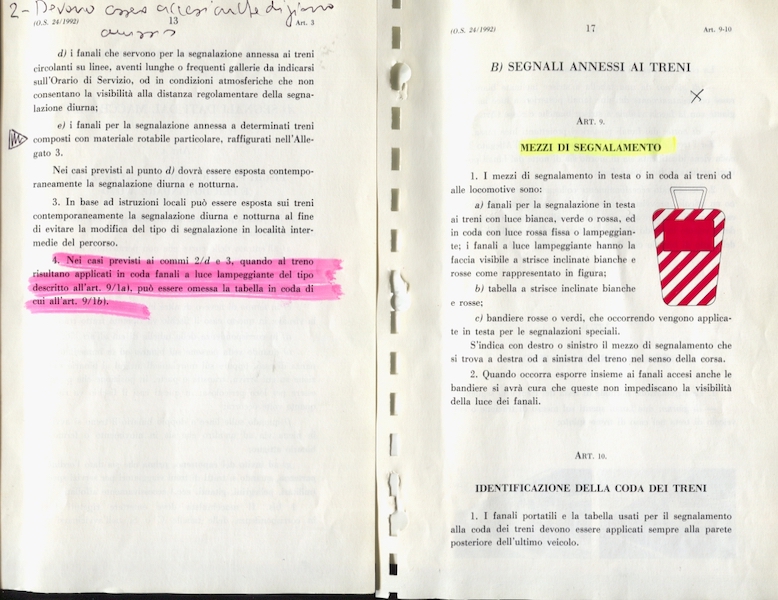 2- Devono essere accesi anche di giorno
(O.S. 24/1992) 13 Art. 3
d) i fanali che servono per la segnalazione annessa ai treni
circolanti su linee, aventi lunghe o frequenti gallerie da indicarsi
sull'Orario di Servizio, od in condizioni atmosferiche che non
consentano la visibilità alla distanza regolamentare della segna-
lazione diurna;
e) i fanali per la segnalazione annessa a determinati treni
composti con materiale rotabile particolare, raffigurati nell'Alle-
gato 3.
Nei casi previsti al punto d) dovrà essere esposta contempo-
raneamente la segnalazione diurna e notturna.
3. In base ad istruzioni locali può essere esposta sui treni
contemporaneamente la segnalazione diurna e notturna al fine
di evitare la modifica del tipo di segnalazione in località inter-
medie del percorso.
4. Nei casi previsti ai commi 2/d e 3, quando al treno
risultano applicati in coda fanali a luce lampeggiante del tipo
descritto all'art. 9/1a), può essere omessa la tabella in coda di
cui all'art. 9/1b).
(O.S. 24/1992) 17 Art. 9-10
B) SEGNALI ANNESSI AI TRENI
ART. 9.
MEZZI DI SEGNALAMENTO
1. I mezzi di segnalamento in testa o in coda ai treni od
alle locomotive sono:
a) fanali per la segnalazione in testa
ai treni con luce bianca, verde o rossa, ed
in coda con luce rossa fissa o lampeggian-
te; i fanali a luce lampeggiante hanno la
faccia visibile a strisce inclinate bianche e
rosse come rappresentato in figura;
b) tabella a strisce inclinate bianche
e rosse;
c) bandiere rosse o verdi, che occorrendo vengono applica-
te in testa per le segnalazioni speciali.
S'indica con destro o sinistro il mezzo di segnalamento che
si trova a destra od a sinistra del treno nel senso della corsa.
2. Quando occorra esporre insieme ai fanali accesi anche le
bandiere si avrà cura che queste non impediscano la visibilità
della luce dei fanali.
ART. 10.
IDENTIFICAZIONE DELLA CODA DEI TRENI
1. I fanali portatili e la tabella usati per il segnalamento
alla coda dei treni devono essere applicati sempre alla parete
posteriore dell'ultimo veicolo.